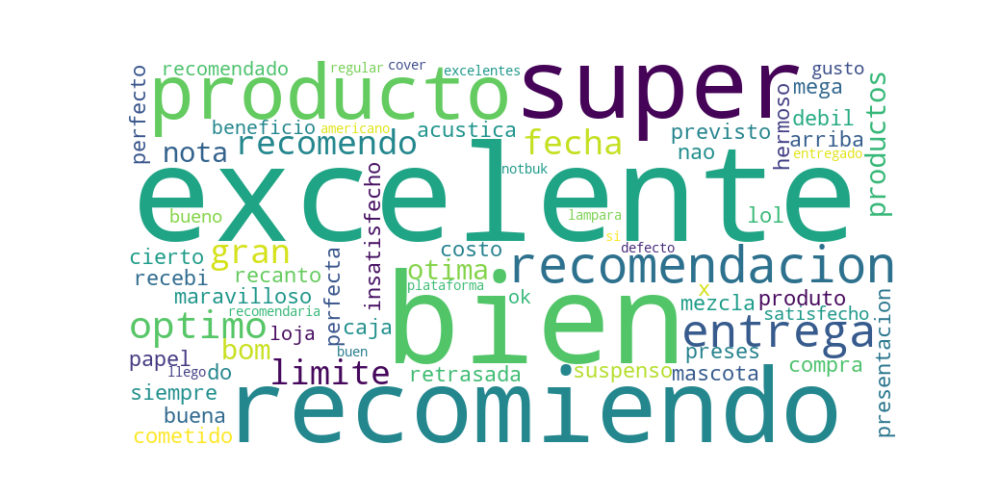 perfecto
recomendado
regular
cover
excelentes
super
gusto
producto
mega
hermoso
productos
debil
beneficio
americano
acustica
fecha
previsto
arriba
nota
recomendo
nao
entregado
excelente
notbuk
insatisfecho
bueno
lampara
lol
si
cierto
gran
costo
defecto
recibi
recebi
recanto
perfecta
otima
recomendacion
plataforma
bien
x
maravilloso
ok
mezcla
produto
recomendaria
satisfecho
optimo
loja
caja
entrega
presentacion
bom
buen
preses
papel
llego
do
limite
retrasada
suspenso
mascota
compra
siempre
recomiendo
buena
cometido